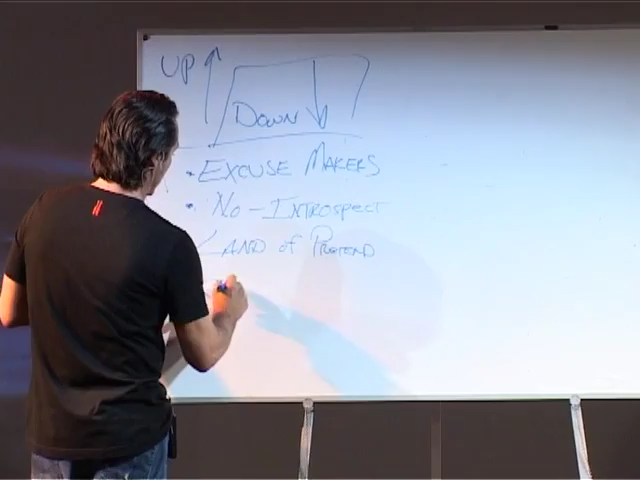 UP
DOWN
• EXCUSE MAKERS
• NO-INTROSPECT
LAND of PRETEND